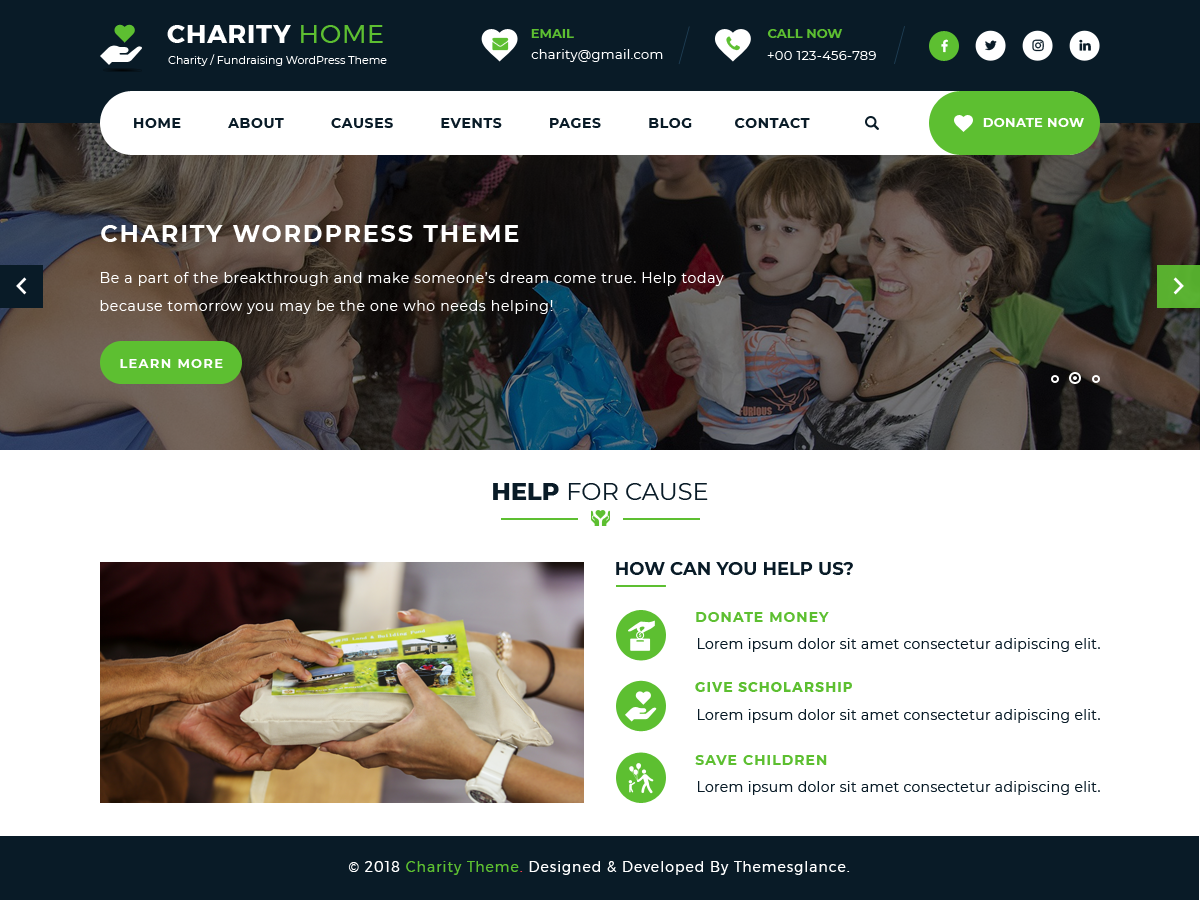 CHARITY HOME
Charity / Fundraising WordPress Theme
EMAIL
charity@gmail.com
CALL NOW
+00 123-456-789
HOME ABOUT CAUSES EVENTS PAGES BLOG CONTACT DONATE NOW
CHARITY WORDPRESS THEME
Be a part of the breakthrough and make someone's dream come true. Help today
because tomorrow you may be the one who needs helping!
LEARN MORE
HELP FOR CAUSE
HOW CAN YOU HELP US?
DONATE MONEY
Lorem ipsum dolor sit amet consectetur adipiscing elit.
GIVE SCHOLARSHIP
Lorem ipsum dolor sit amet consectetur adipiscing elit.
SAVE CHILDREN
Lorem ipsum dolor sit amet consectetur adipiscing elit.
© 2018 Charity Theme. Designed & Developed By Themesglance.